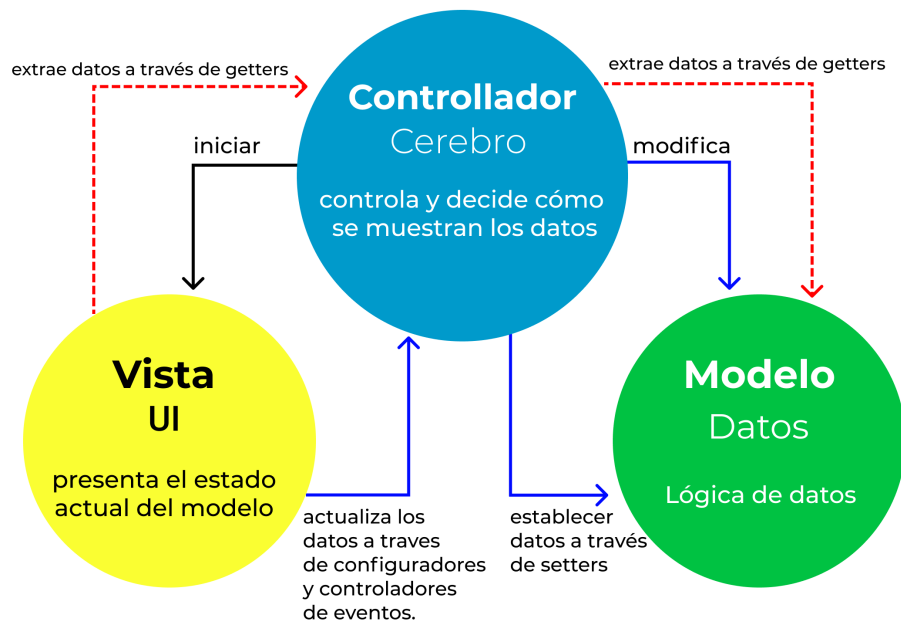 extrae datos a través de getters
extrae datos a través de getters
Controllador
Cerebro
controla y decide cómo
se muestran los datos
iniciar
modifica
Vista
UI
presenta el estado
actual del modelo
Modelo
Datos
Lógica de datos
actualiza los
datos a traves
de configuradores
y controladores
de eventos.
establecer
datos a través
de setters